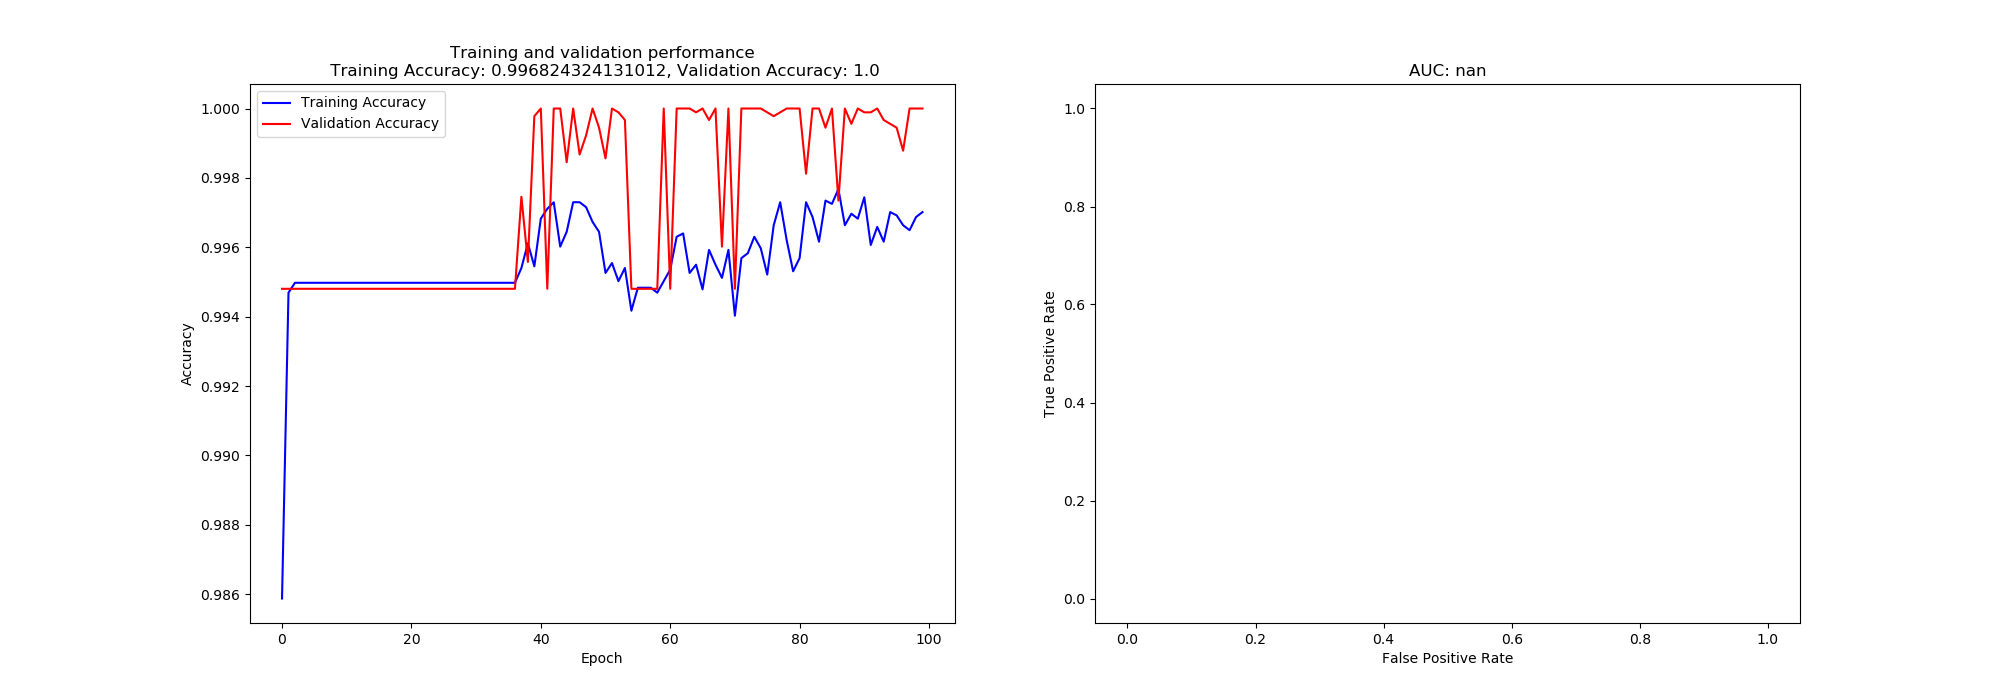 Training and validation performance
Training Accuracy: 0.996824324131012, Validation Accuracy: 1.0
Training Accuracy
Validation Accuracy
1.000
0.998
0.996
0.994
0.992
0.990
0.988
0.986
Accuracy
0
20
40
60
80
100
Epoch
AUC: nan
1.0
0.8
0.6
0.4
0.2
0.0
True Positive Rate
0.0
0.2
0.4
0.6
0.8
1.0
False Positive Rate